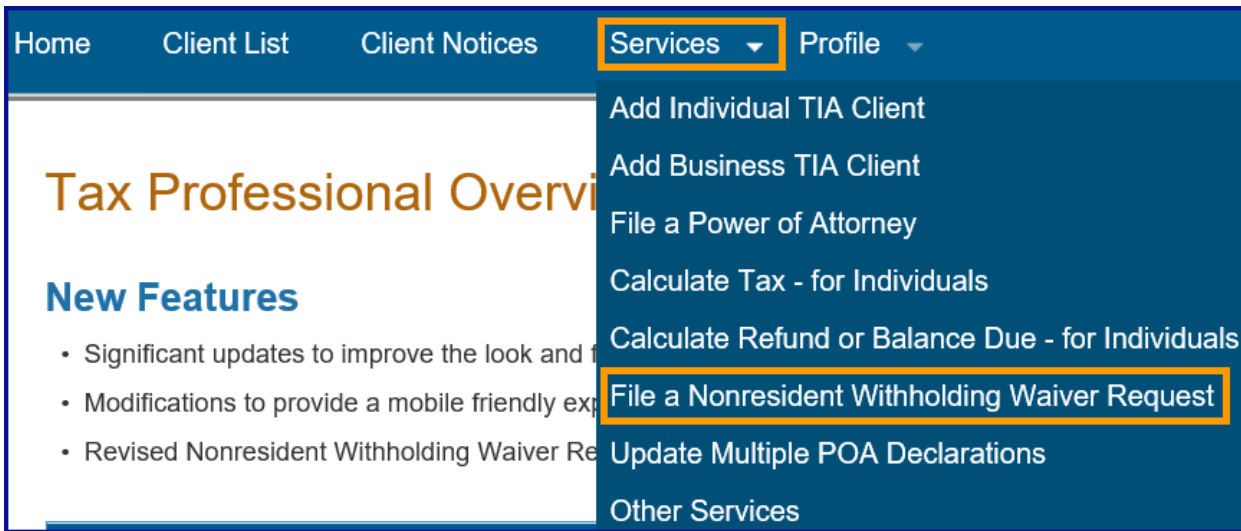 Home Client List Client Notices Services Profile
Add Individual TIA Client
Add Business TIA Client
File a Power of Attorney
Calculate Tax - for Individuals
Calculate Refund or Balance Due - for Individuals
File a Nonresident Withholding Waiver Request
Update Multiple POA Declarations
Other Services
Tax Professional Overvi
New Features
• Significant updates to improve the look and f
• Modifications to provide a mobile friendly exp
• Revised Nonresident Withholding Waiver Re